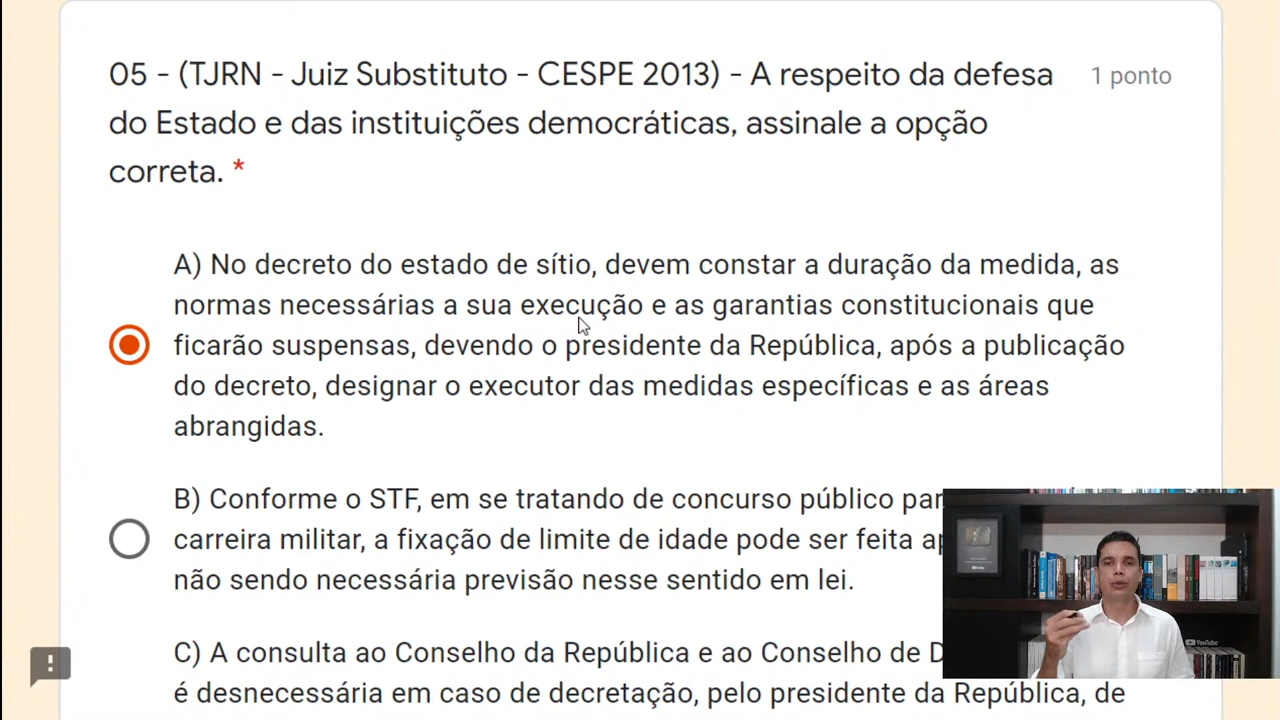 05 - (TJRN - Juiz Substituto - CESPE 2013) - A respeito da defesa
1 ponto
do Estado e das instituições democráticas, assinale a opção
correta. *
A) No decreto do estado de sítio, devem constar a duração da medida, as
normas necessárias a sua execução e as garantias constitucionais que
ficarão suspensas, devendo o presidente da República, após a publicação
do decreto, designar o executor das medidas específicas e as áreas
abrangidas.
B) Conforme o STF, em se tratando de concurso público
carreira militar, a fixação de limite de idade pode ser feita
não sendo necessária previsão nesse sentido em lei.
C) A consulta ao Conselho da República e ao Conselho de
é desnecessária em caso de decretação, pelo presidente da República, de
YouTube